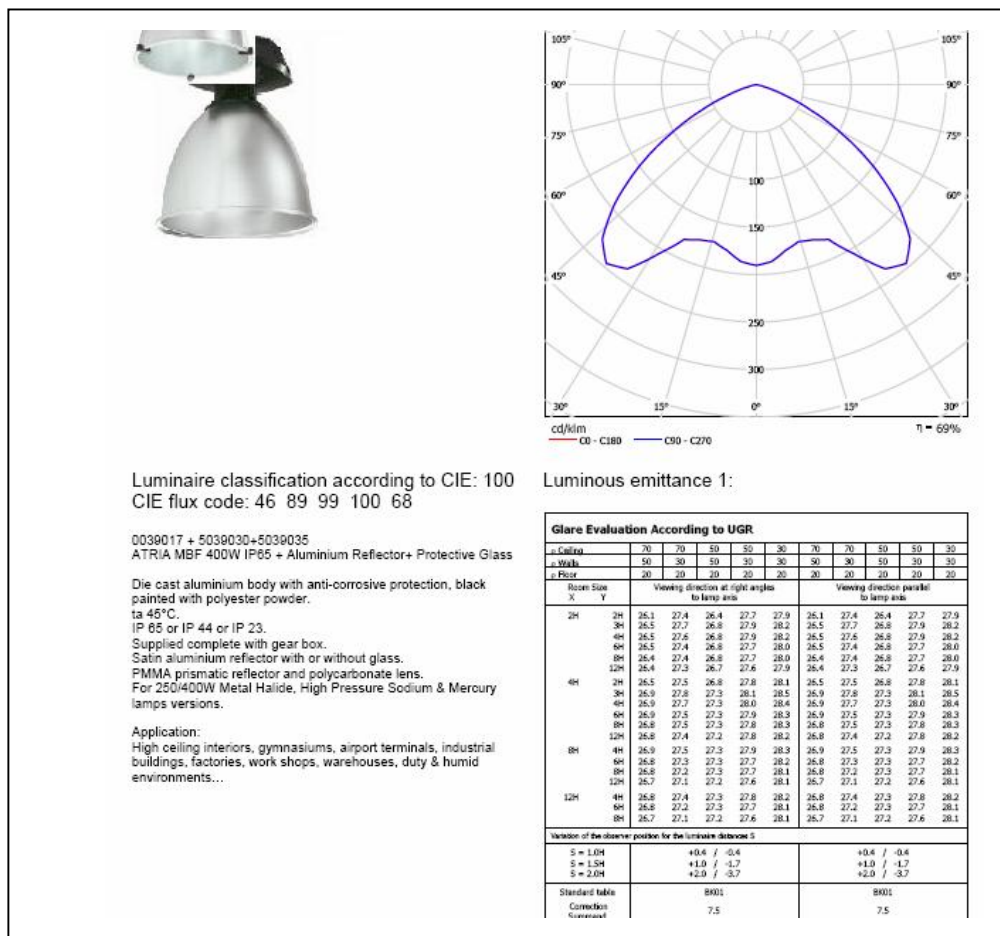 105° 105°
90° 90°
75° 75°
60° 60°
45° 45°
100
150
250
300
30° 15° 0° 15° 30°
cd/klm η = 69%
C0 - C180 C90 - C270
Luminaire classification according to CIE: 100
CIE flux code: 46 89 99 100 68
0039017 + 5039030+5039035
ATRIA MBF 400W IP65 + Aluminium Reflector+ Protective Glass
Die cast aluminium body with anti-corrosive protection, black
painted with polyester powder.
ta 45°C.
IP 65 or IP 44 or IP 23.
Supplied complete with gear box.
Satin aluminium reflector with or without glass.
PMMA prismatic reflector and polycarbonate lens.
For 250/400W Metal Halide, High Pressure Sodium & Mercury
lamps versions.
Application:
High ceiling interiors, gymnasiums, airport terminals, industrial
buildings, factories, work shops, warehouses, duty & humid
environments...
Luminous emittance 1:
Glare Evaluation According to UGR
ρ Ceiling 70 70 50 50 30 70 70 50 50 30
ρ Walls 50 30 50 30 30 50 30 50 30 30
ρ Floor 20 20 20 20 20 20 20 20 20 20
Room Size Viewing direction at right angles Viewing direction parallel
X Y to lamp axis to lamp axis
2H 2H 26.1 27.4 26.4 27.7 27.9 26.1 27.4 26.4 27.7 27.9
3H 26.5 27.7 26.8 27.9 28.2 26.5 27.7 26.8 27.9 28.2
4H 26.5 27.6 26.8 27.9 28.2 26.5 27.6 26.8 27.9 28.2
6H 26.5 27.4 26.8 27.7 28.0 26.5 27.4 26.8 27.7 28.0
8H 26.4 27.4 26.8 27.7 28.0 26.4 27.4 26.8 27.7 28.0
12H 26.4 27.3 26.7 27.6 27.9 26.4 27.3 26.7 27.6 27.9
4H 2H 26.5 27.5 26.8 27.8 28.1 26.5 27.5 26.8 27.8 28.1
3H 26.9 27.8 27.3 28.1 28.5 26.9 27.8 27.3 28.1 28.5
4H 26.9 27.7 27.3 28.0 28.4 26.9 27.7 27.3 28.0 28.4
6H 26.9 27.5 27.3 27.9 28.3 26.9 27.5 27.3 27.9 28.3
8H 26.8 27.5 27.3 27.8 28.3 26.8 27.5 27.3 27.8 28.3
12H 26.8 27.4 27.2 27.8 28.2 26.8 27.4 27.2 27.8 28.2
8H 4H 26.9 27.5 27.3 27.9 28.3 26.9 27.5 27.3 27.9 28.3
6H 26.8 27.3 27.3 27.7 28.2 26.8 27.3 27.3 27.7 28.2
8H 26.8 27.2 27.3 27.7 28.1 26.8 27.2 27.3 27.7 28.1
12H 26.7 27.1 27.2 27.6 28.1 26.7 27.1 27.2 27.6 28.1
12H 4H 26.8 27.4 27.3 27.8 28.2 26.8 27.4 27.3 27.8 28.2
6H 26.8 27.2 27.3 27.7 28.1 26.8 27.2 27.3 27.7 28.1
8H 26.7 27.1 27.2 27.6 28.1 26.7 27.1 27.2 27.6 28.1
Variation of the observer position for the luminaire distances S
S = 1.0H +0.4 / -0.4 +0.4 / -0.4
S = 1.5H +1.0 / -1.7 +1.0 / -1.7
S = 2.0H +2.0 / -3.7 +2.0 / -3.7
Standard table BK01 BK01
Correction 7.5 7.5
Summand